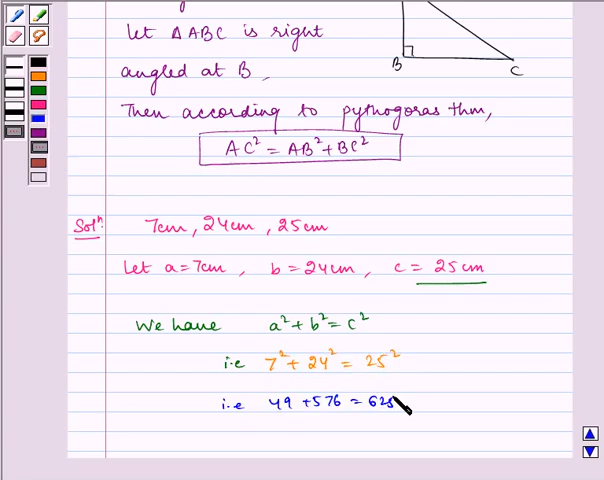 Let △ABC is right
angled at B,
B
C
Then according to pythogoras thm,
AC² = AB² + BC²
Solⁿ. 7cm, 24cm, 25cm
Let a=7cm, b=24cm, c = 25cm
We have a² + b² = c²
i.e 7² + 24² = 25²
i.e 49 + 576 = 625